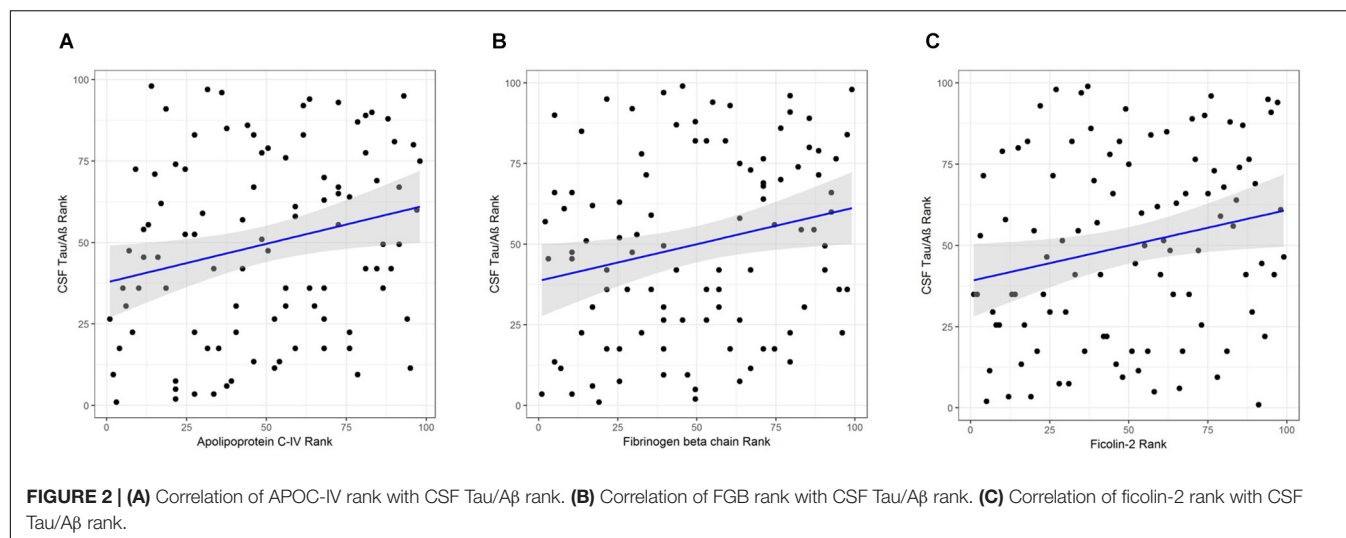 A
B
C
100
75
50
25
0
CSF Tau/Aβ Rank
0 25 50 75 100
Apolipoprotein C-IV Rank
100
75
50
25
0
CSF Tau/Aβ Rank
0 25 50 75 100
Fibrinogen beta chain Rank
100
75
50
25
0
CSF Tau/Aβ Rank
0 25 50 75 100
Ficolin-2 Rank
FIGURE 2 | (A) Correlation of APOC-IV rank with CSF Tau/Aβ rank. (B) Correlation of FGB rank with CSF Tau/Aβ rank. (C) Correlation of ficolin-2 rank with CSF
Tau/Aβ rank.